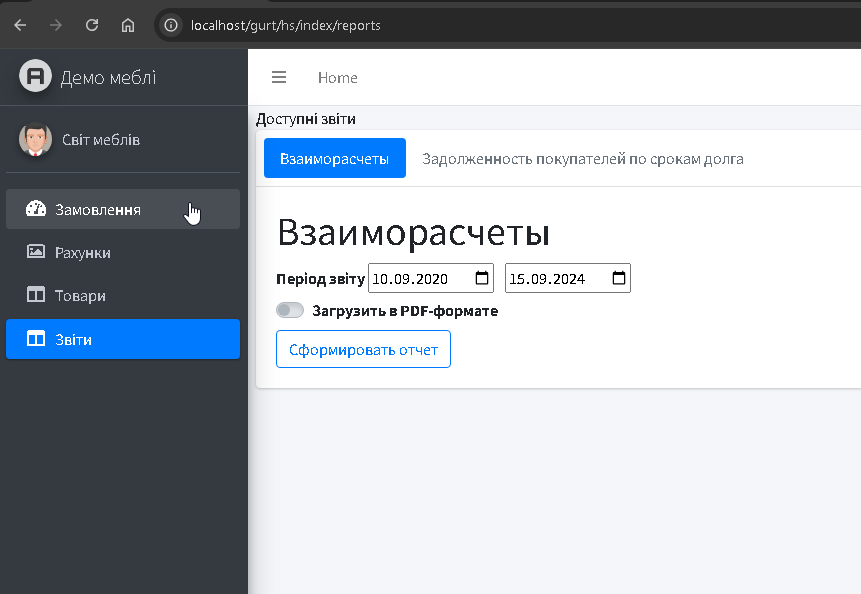 localhost/gurt/hs/index/reports
Демо меблі
Home
Світ меблів
Замовлення
Рахунки
Товари
Звіти
Доступні звіти
Взаиморасчеты Задолженность покупателей по срокам долга
Взаиморасчеты
Період звіту 10.09.2020 15.09.2024
Загрузить в PDF-формате
Сформировать отчет